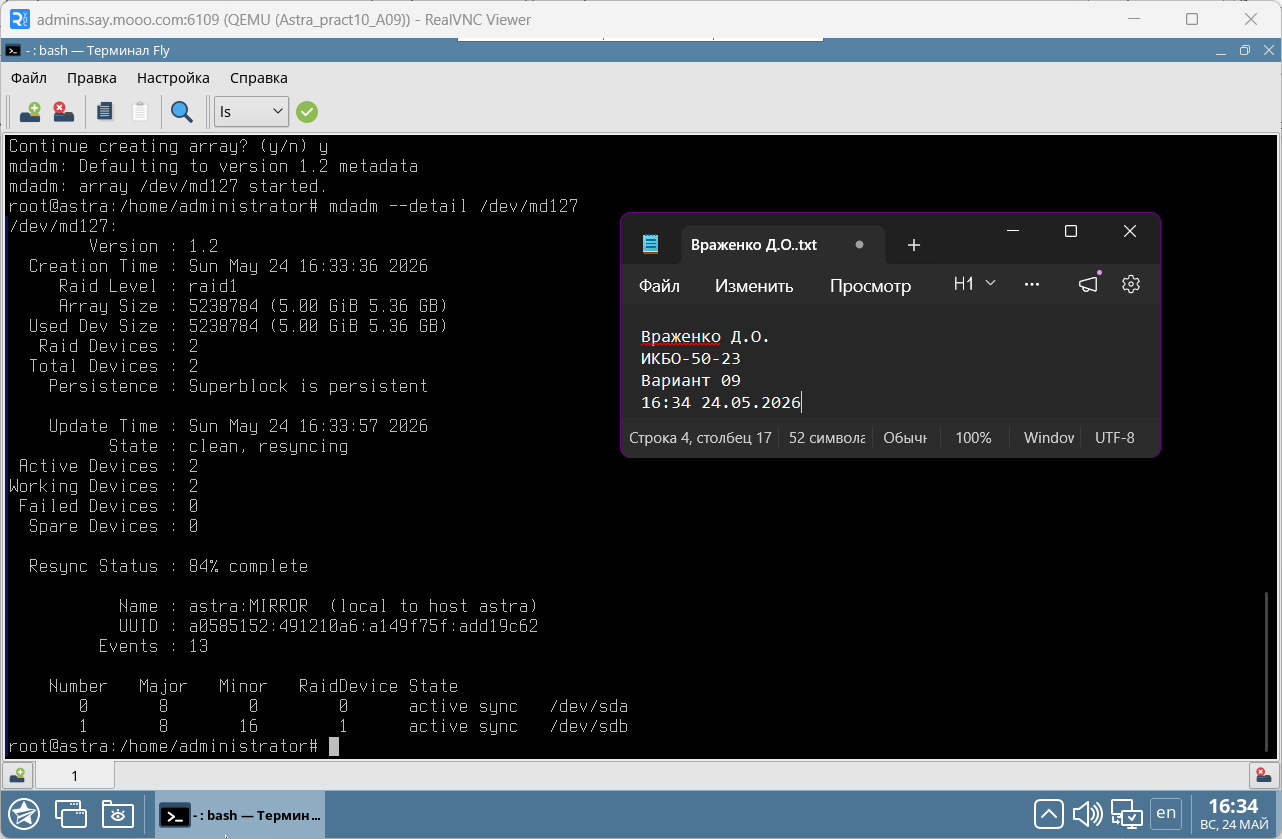 admins.say.mooo.com:6109 (QEMU (Astra_pract10_A09)) - RealVNC Viewer
- : bash — Терминал Fly
Файл Правка Настройка Справка
ls
Continue creating array? (y/n) y
mdadm: Defaulting to version 1.2 metadata
mdadm: array /dev/md127 started.
root@astra:/home/administrator# mdadm --detail /dev/md127
/dev/md127:
Version : 1.2
Creation Time : Sun May 24 16:33:36 2026
Raid Level : raid1
Array Size : 5238784 (5.00 GiB 5.36 GB)
Used Dev Size : 5238784 (5.00 GiB 5.36 GB)
Raid Devices : 2
Total Devices : 2
Persistence : Superblock is persistent
Update Time : Sun May 24 16:33:57 2026
State : clean, resyncing
Active Devices : 2
Working Devices : 2
Failed Devices : 0
Spare Devices : 0
Resync Status : 84% complete
Name : astra:MIRROR (local to host astra)
UUID : a0585152:491210a6:a149f75f:add19c62
Events : 13
Number Major Minor RaidDevice State
0 8 0 0 active sync /dev/sda
1 8 16 1 active sync /dev/sdb
root@astra:/home/administrator#
Враженко Д.О..txt
Файл Изменить Просмотр H1
Враженко Д.О.
ИКБО-50-23
Вариант 09
16:34 24.05.2026
Строка 4, столбец 17 52 символа Обычн 100% Window UTF-8
1
- : bash — Термин...
en
16:34
ВС, 24 МАЙ